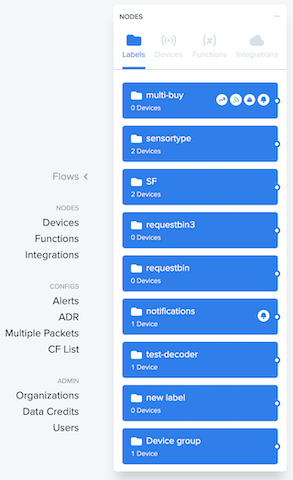 Flows
NODES
Devices
Functions
Integrations
CONFIGS
Alerts
ADR
Multiple Packets
CF List
ADMIN
Organizations
Data Credits
Users
NODES
Labels
Devices
Functions
Integrations
multi-buy
0 Devices
sensortype
2 Devices
SF
2 Devices
requestbin3
0 Devices
requestbin
0 Devices
notifications
1 Device
test-decoder
1 Device
new label
0 Devices
Device group
1 Device